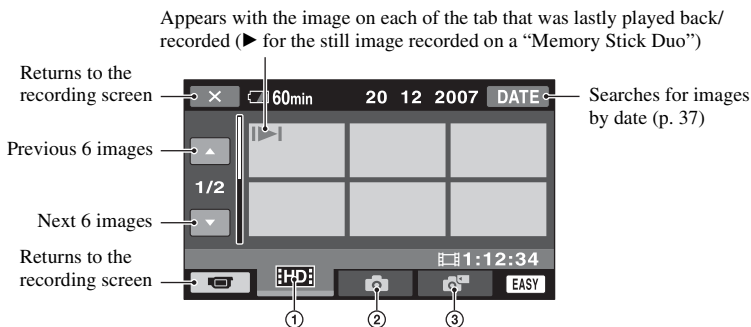 Appears with the image on each of the tab that was lastly played back/
recorded (▶ for the still image recorded on a “Memory Stick Duo”)
Returns to the
recording screen
60min
20 12 2007
DATE
Searches for images
by date (p. 37)
Previous 6 images
1/2
Next 6 images
Returns to the
recording screen
1:12:34
HD
EASY
① ② ③